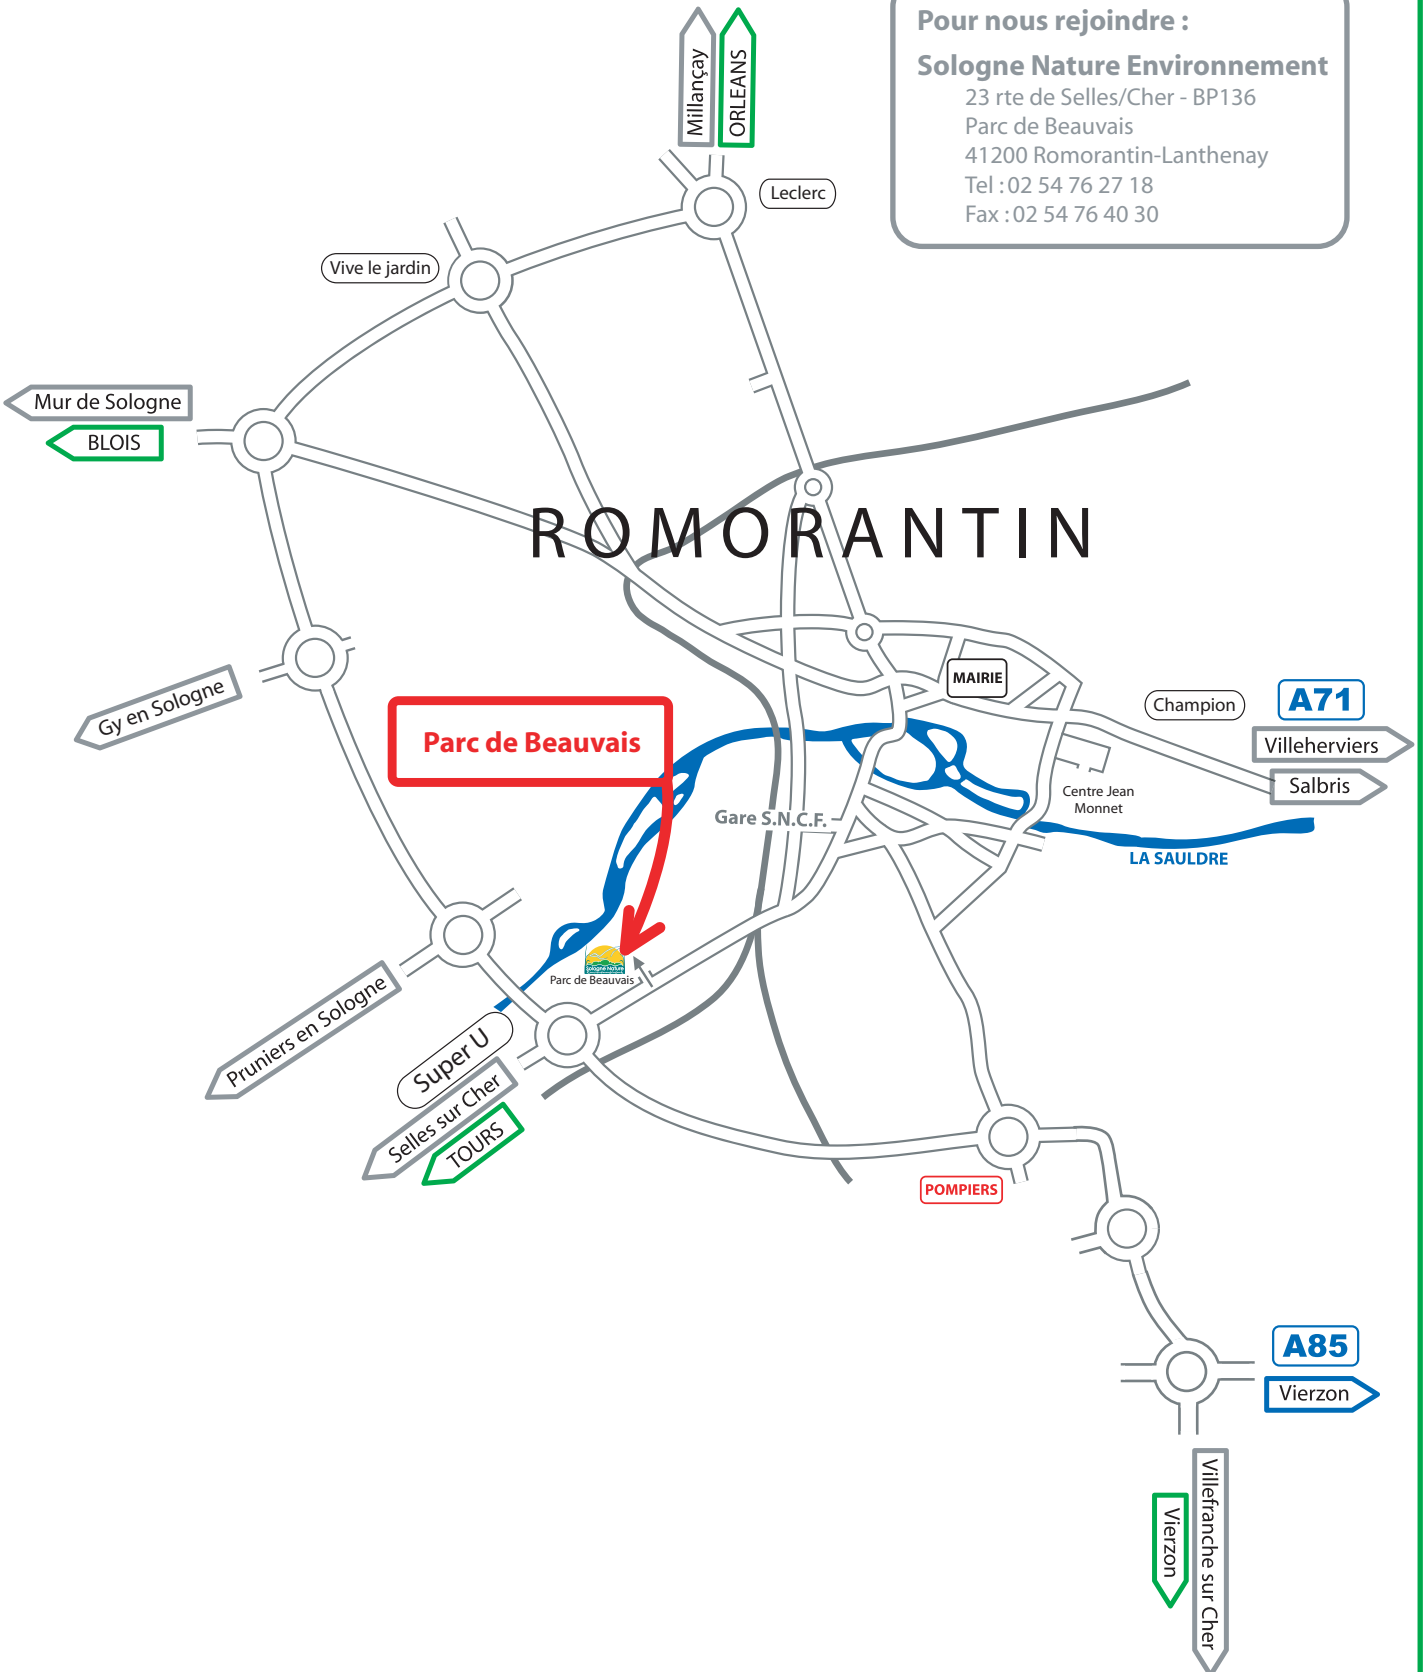 Pour nous rejoindre :
Sologne Nature Environnement
23 rte de Selles/Cher - BP136
Parc de Beauvais
41200 Romorantin-Lanthenay
Tel : 02 54 76 27 18
Fax : 02 54 76 40 30
Millançay
ORLEANS
Leclerc
Vive le jardin
Mur de Sologne
BLOIS
ROMORANTIN
Gy en Sologne
MAIRIE
Champion
A71
Villeherviers
Salbris
Parc de Beauvais
Centre Jean
Monnet
Gare S.N.C.F.
LA SAULDRE
Sologne Nature
Parc de Beauvais
Pruniers en Sologne
Super U
Selles sur Cher
TOURS
POMPIERS
A85
Vierzon
Vierzon
Villefranche sur Cher